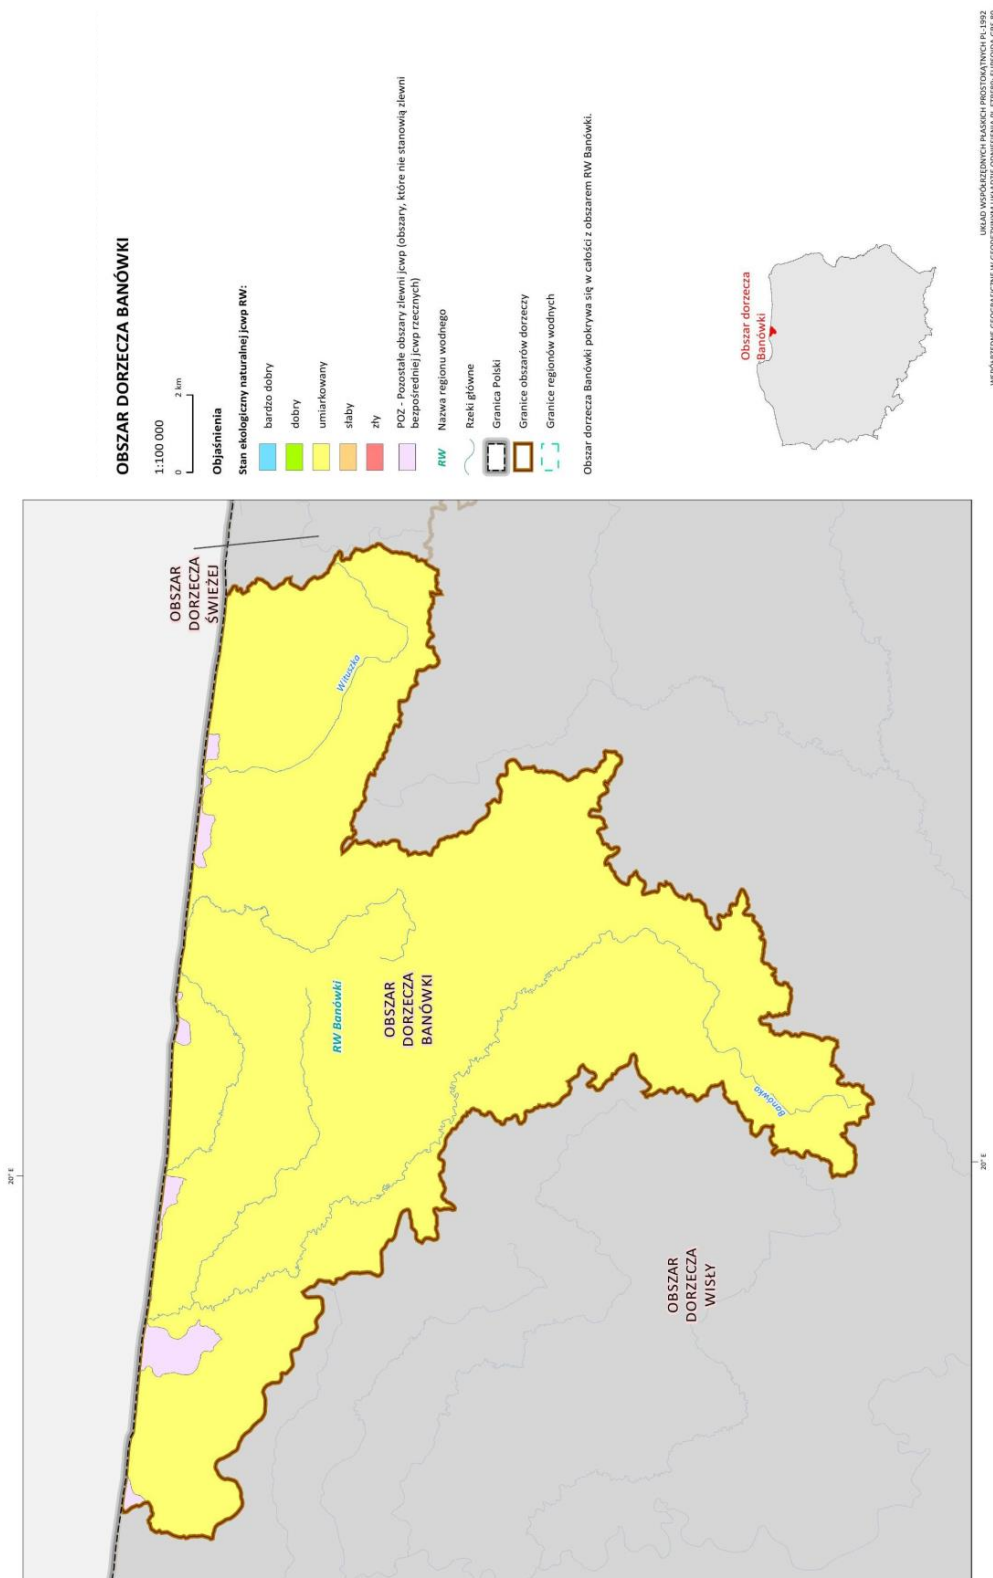 OBSZAR DORZECZA BANÓWKI
1:100 000
0 2 km
Objaśnienia
Stan ekologiczny naturalnej jcwp RW:
bardzo dobry
dobry
umiarkowany
słaby
zły
POZ - Pozostałe obszary zlewni jcwp (obszary, które nie stanowią zlewni
bezpośredniej jcwp rzecznych)
RW Nazwa regionu wodnego
Rzeki główne
Granica Polski
Granice obszarów dorzeczy
Granice regionów wodnych
Obszar dorzecza Banówki pokrywa się w całości z obszarem RW Banówki.
Obszar dorzecza
Banówki
UKŁAD WSPÓŁRZĘDNYCH PŁASKICH PROSTOKĄTNYCH PL-1992
20° E
OBSZAR
DORZECZA
ŚWIEŻEJ
Wituszka
RW Banówki
OBSZAR
DORZECZA
BANÓWKI
Banówka
OBSZAR
DORZECZA
WISŁY
20° E